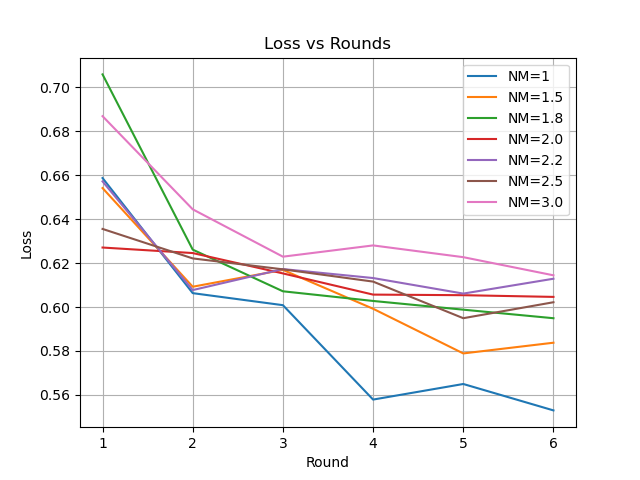 Loss vs Rounds
Loss
0.70
0.68
0.66
0.64
0.62
0.60
0.58
0.56
NM=1
NM=1.5
NM=1.8
NM=2.0
NM=2.2
NM=2.5
NM=3.0
1 2 3 4 5 6
Round